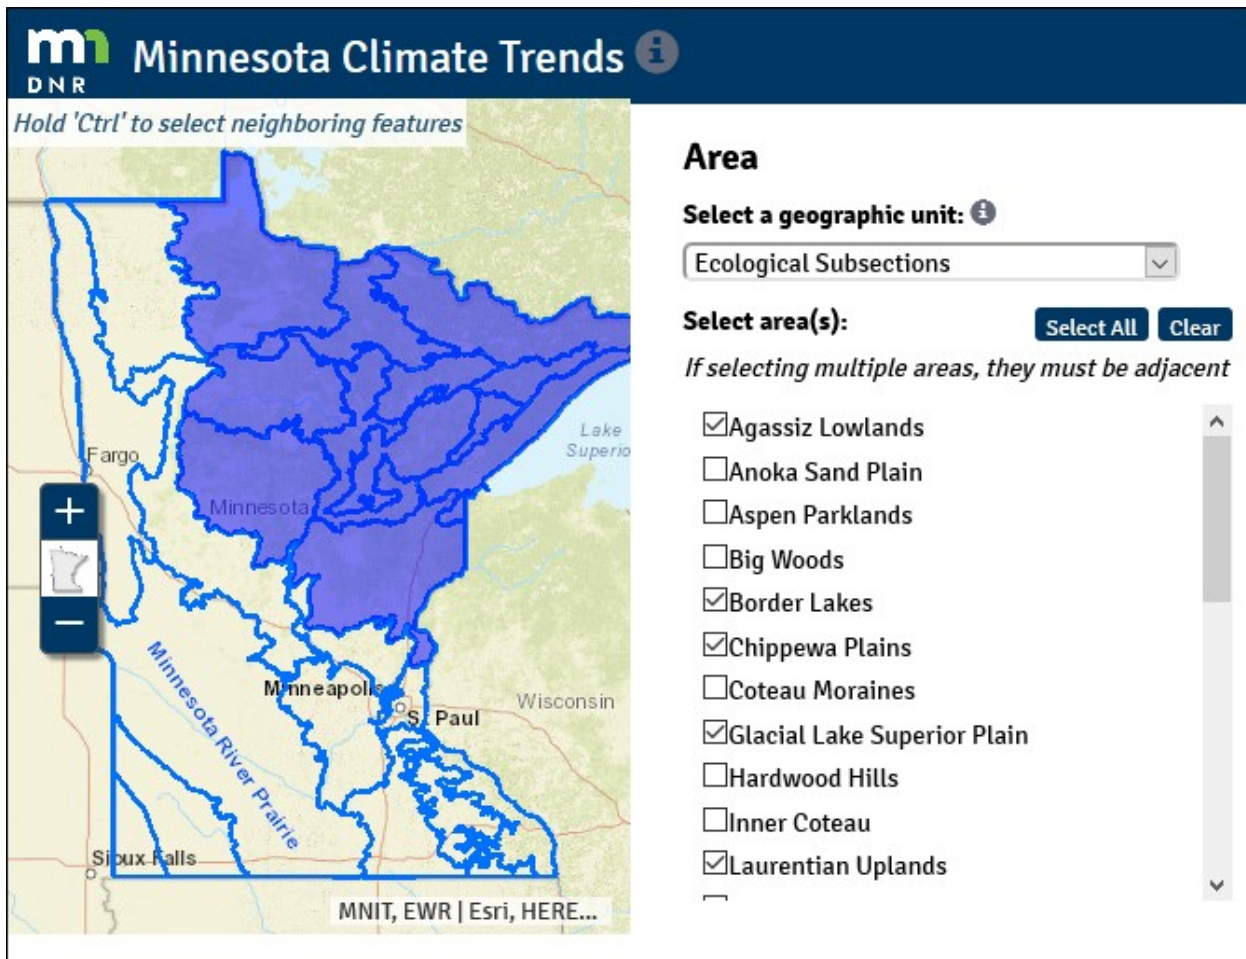 mn
DNR
Minnesota Climate Trends
Hold 'Ctrl' to select neighboring features
Fargo
Minnesota
Lake
Superio
Minnesota River Prairie
Minneapolis
St. Paul
Wisconsin
Sioux Falls
MNIT, EWR | Esri, HERE...
+
−
Area
Select a geographic unit:
Ecological Subsections
Select area(s):
Select All
Clear
If selecting multiple areas, they must be adjacent
Agassiz Lowlands
Anoka Sand Plain
Aspen Parklands
Big Woods
Border Lakes
Chippewa Plains
Coteau Moraines
Glacial Lake Superior Plain
Hardwood Hills
Inner Coteau
Laurentian Uplands